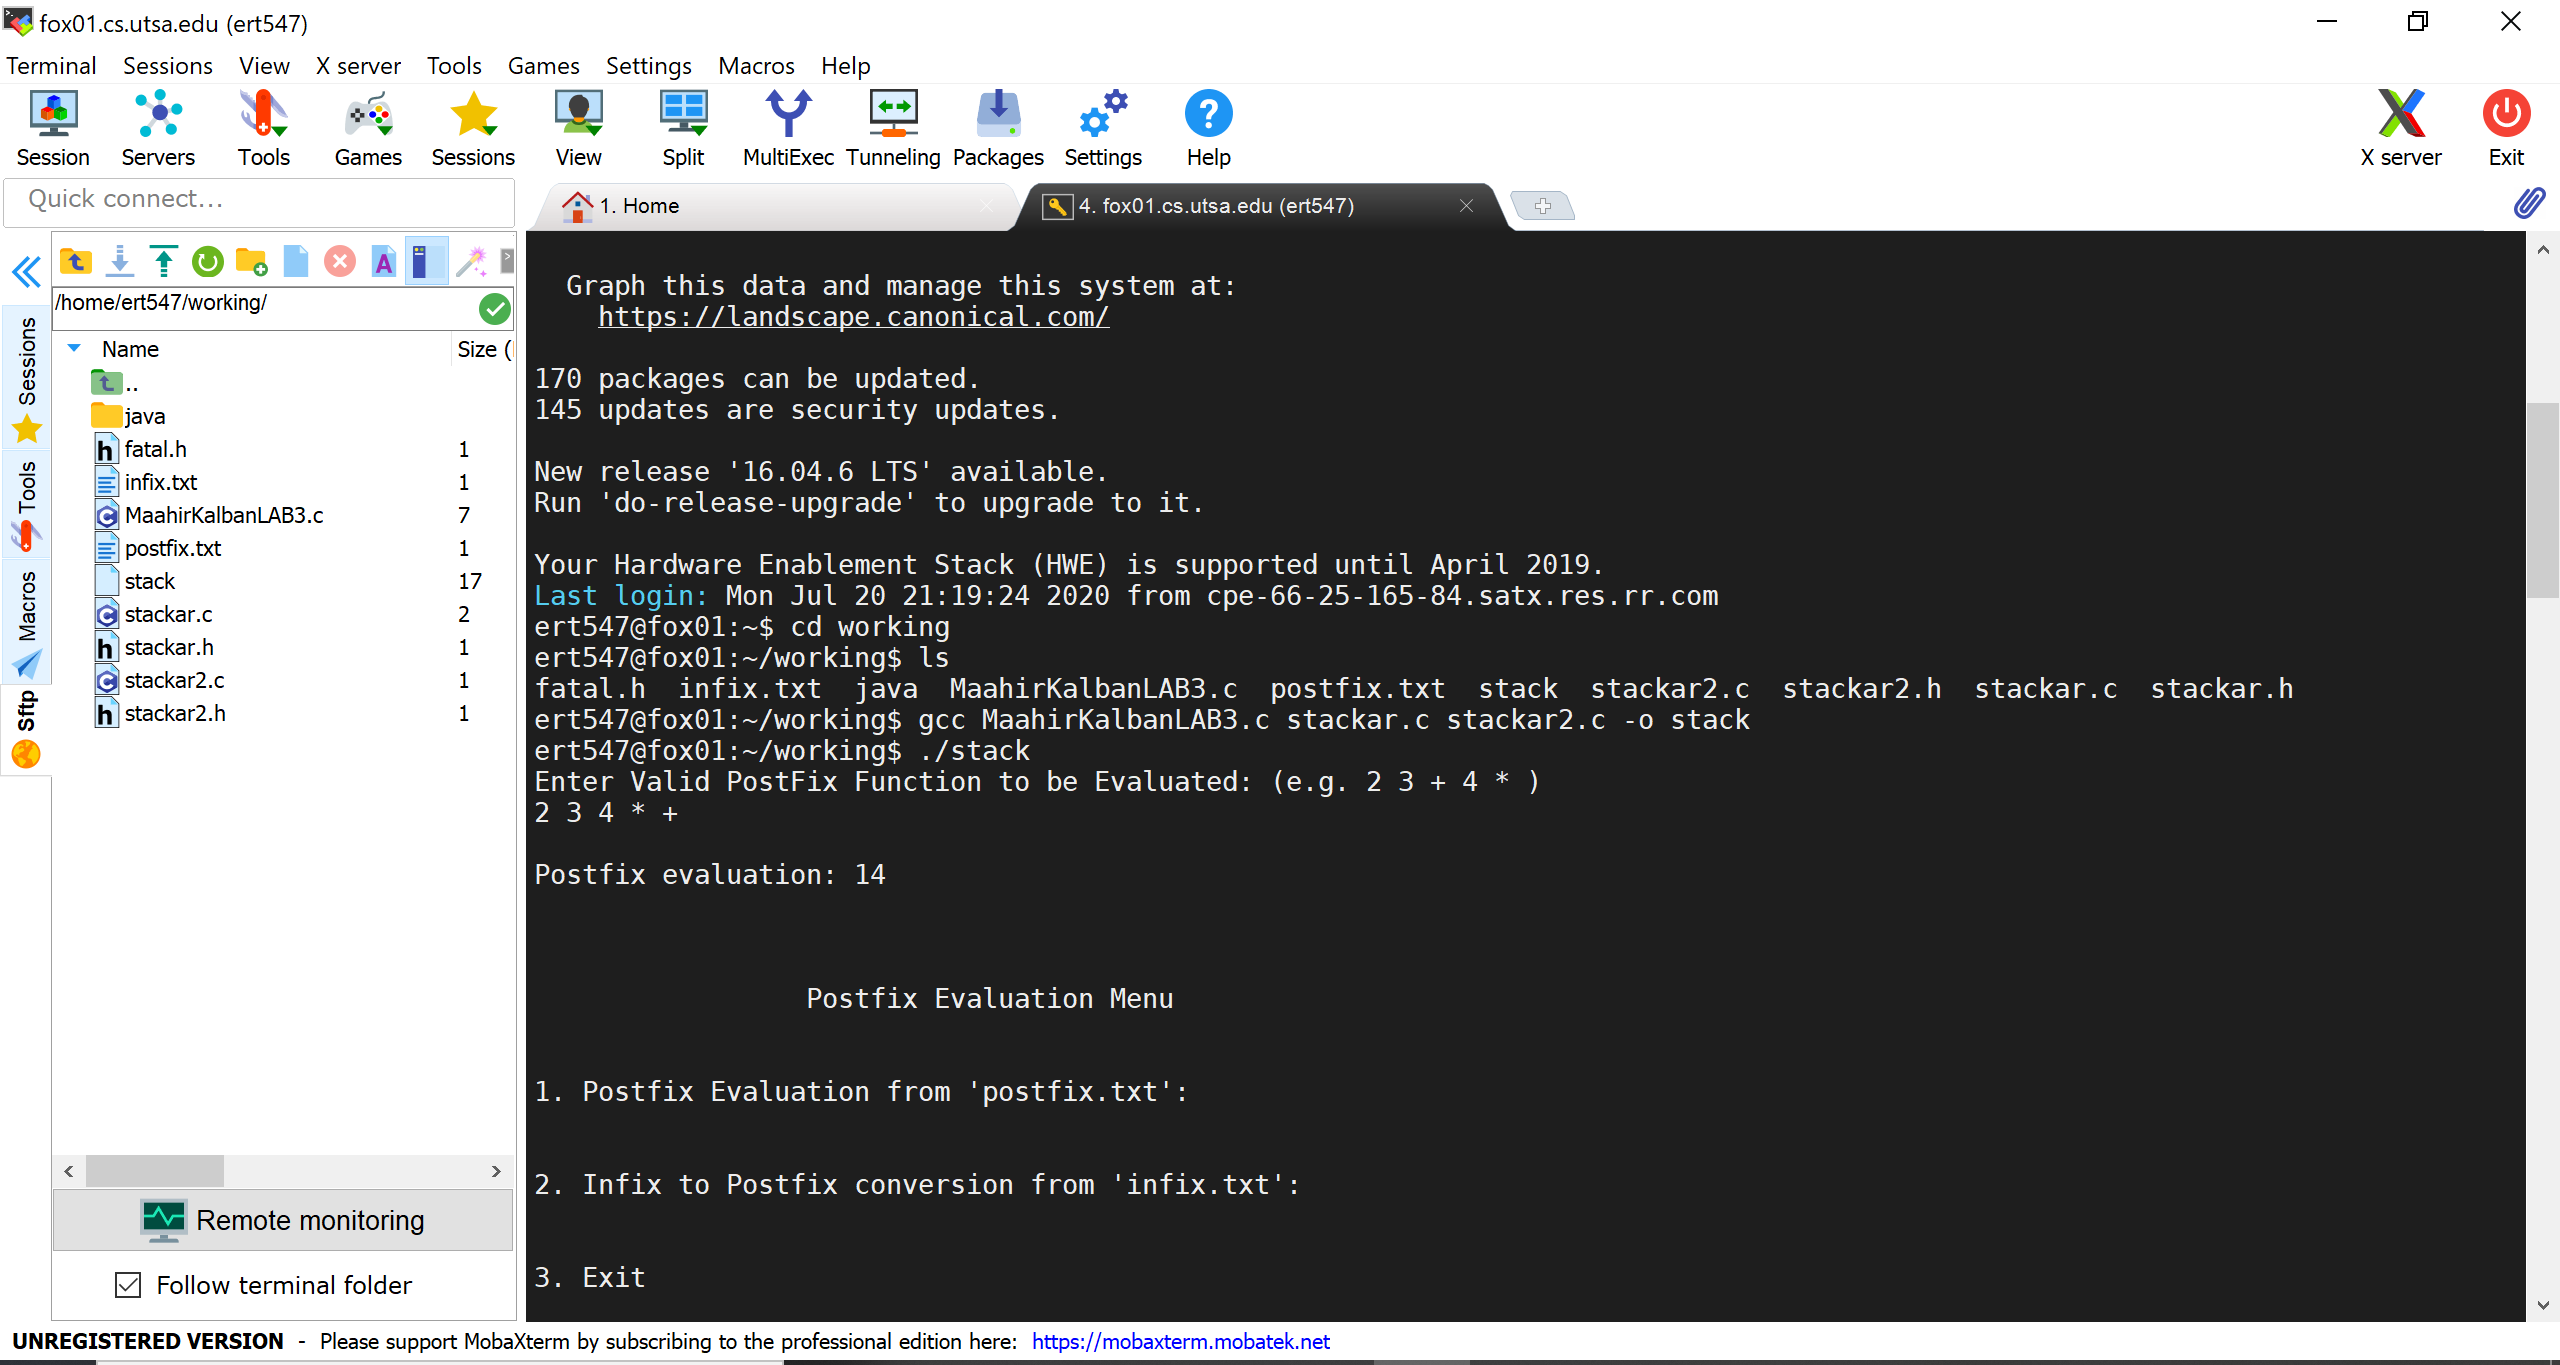 fox01.cs.utsa.edu (ert547)
Terminal Sessions View X server Tools Games Settings Macros Help
Session Servers Tools Games Sessions View Split MultiExec Tunneling Packages Settings Help X server Exit
Quick connect...
1. Home
4. fox01.cs.utsa.edu (ert547)
/home/ert547/working/
Name Size (
..
java
fatal.h 1
infix.txt 1
MaahirKalbanLAB3.c 7
postfix.txt 1
stack 17
stackar.c 2
stackar.h 1
stackar2.c 1
stackar2.h 1
Sessions
Tools
Macros
Sftp
Remote monitoring
Follow terminal folder
Graph this data and manage this system at:
https://landscape.canonical.com/
170 packages can be updated.
145 updates are security updates.
New release '16.04.6 LTS' available.
Run 'do-release-upgrade' to upgrade to it.
Your Hardware Enablement Stack (HWE) is supported until April 2019.
Last login: Mon Jul 20 21:19:24 2020 from cpe-66-25-165-84.satx.res.rr.com
ert547@fox01:~$ cd working
ert547@fox01:~/working$ ls
fatal.h infix.txt java MaahirKalbanLAB3.c postfix.txt stack stackar2.c stackar2.h stackar.c stackar.h
ert547@fox01:~/working$ gcc MaahirKalbanLAB3.c stackar.c stackar2.c -o stack
ert547@fox01:~/working$ ./stack
Enter Valid PostFix Function to be Evaluated: (e.g. 2 3 + 4 * )
2 3 4 * +
Postfix evaluation: 14
Postfix Evaluation Menu
1. Postfix Evaluation from 'postfix.txt':
2. Infix to Postfix conversion from 'infix.txt':
3. Exit
UNREGISTERED VERSION - Please support MobaXterm by subscribing to the professional edition here: https://mobaxterm.mobatek.net